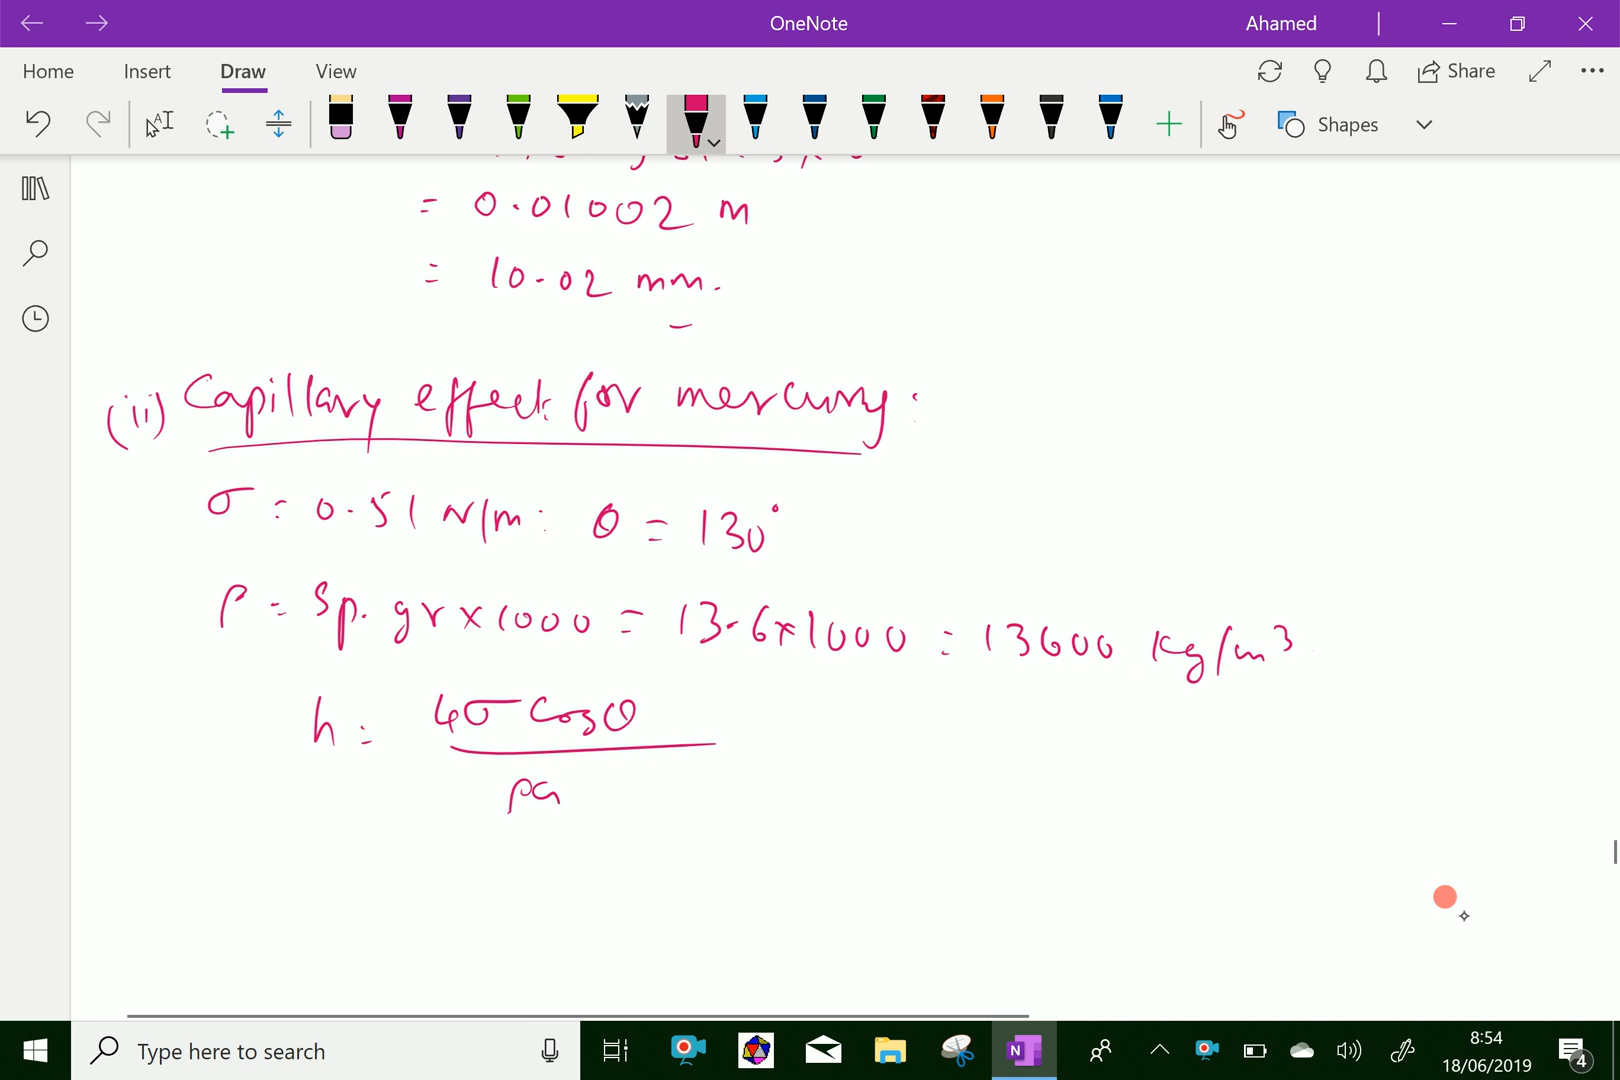 OneNote
Ahamed
Home Insert Draw View
Share
Shapes
= 0.01002 m
= 10.02 mm.
(ii) Capillary effect for mercury:
σ = 0.51 N/m: θ = 130°
ρ = Sp. gr x 1000 = 13.6x1000 = 13600 Kg/m³
h = 4σ Cosθ
ρg
Type here to search
N
8:54
18/06/2019
4